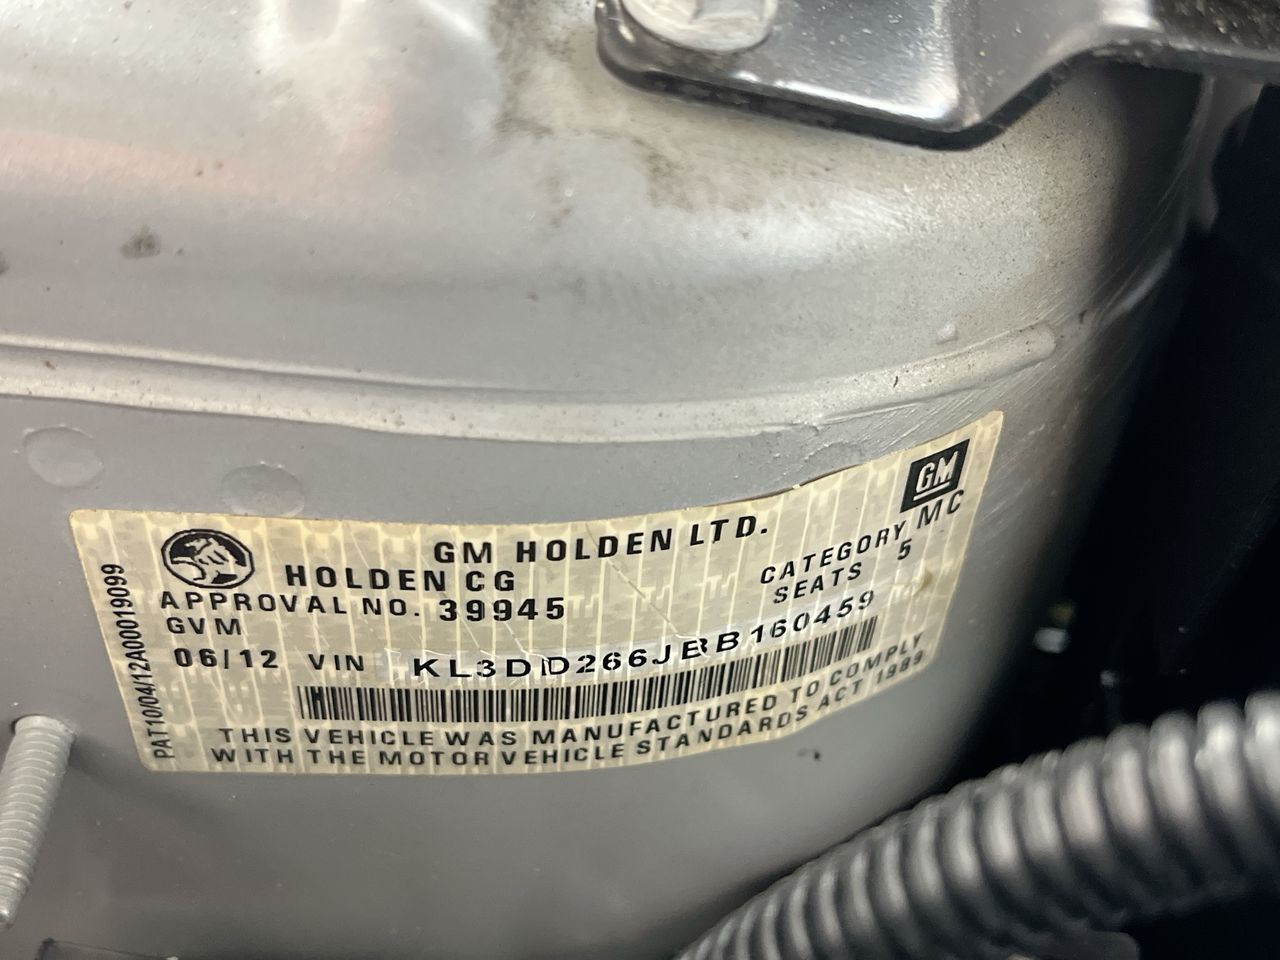 GM
GM HOLDEN LTD.
HOLDEN CG
CATEGORY MC
APPROVAL NO. 39945
SEATS 5
GVM
06/12 VIN KL3DD266JBB160459
THIS VEHICLE WAS MANUFACTURED TO COMPLY
WITH THE MOTOR VEHICLE STANDARDS ACT 1989
PAT10/04/12A00019099